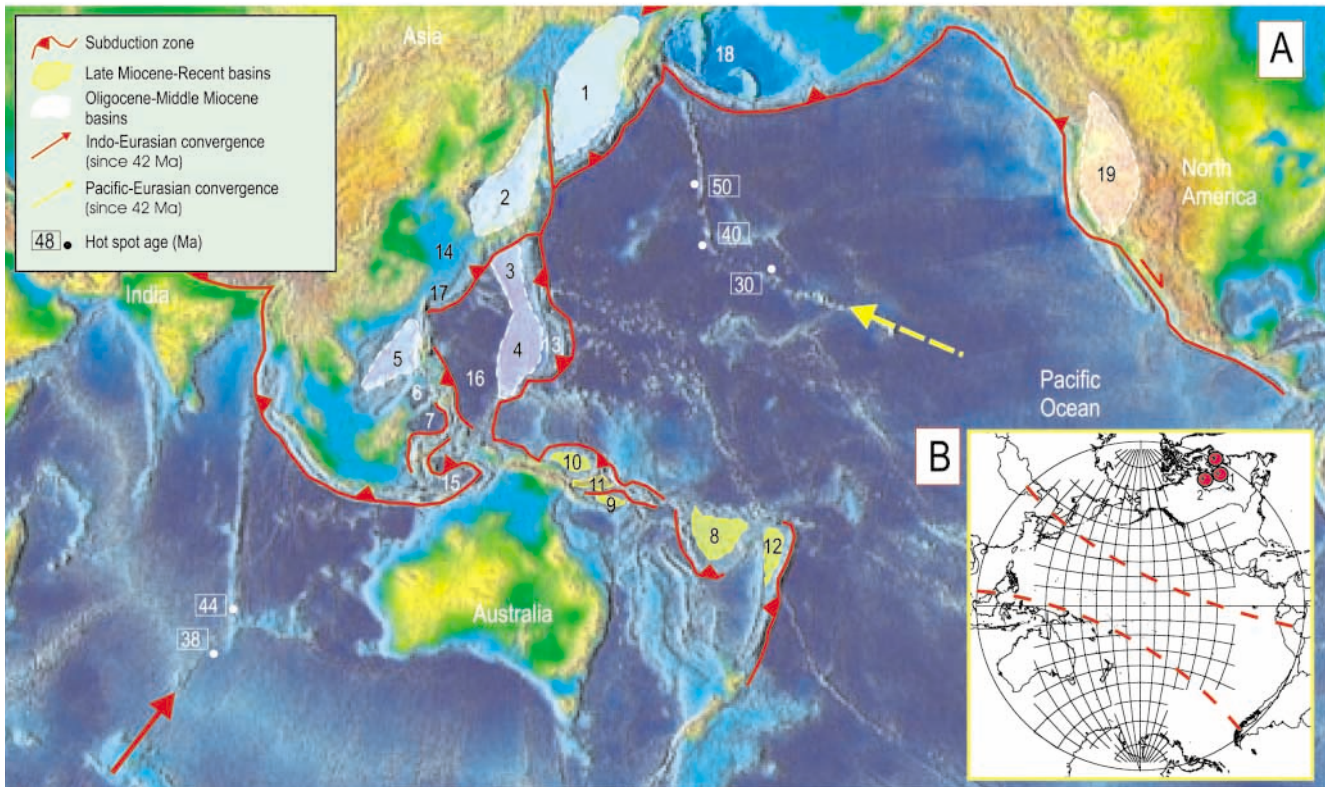 Subduction zone
Late Miocene-Recent basins
Oligocene-Middle Miocene
basins
Indo-Eurasian convergence
(since 42 Ma)
Pacific-Eurasian convergence
(since 42 Ma)
48 Hot spot age (Ma)
Asia
A
18
1
50
19
North
America
2
40
14
3
30
17
India
13
5
4
16
6
7
Pacific
Ocean
10
B
15
11
9
8
12
2
44
Australia
38